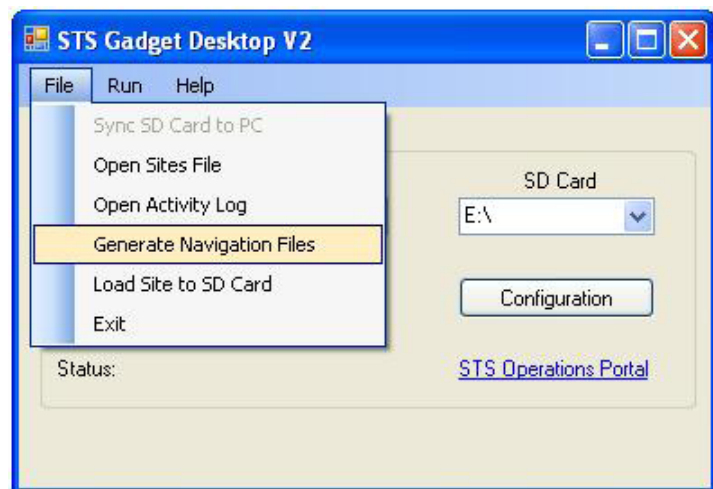 STS Gadget Desktop V2
File Run Help
Sync SD Card to PC
Open Sites File
Open Activity Log
Generate Navigation Files
Load Site to SD Card
Exit
SD Card
E:\
Configuration
Status:
STS Operations Portal